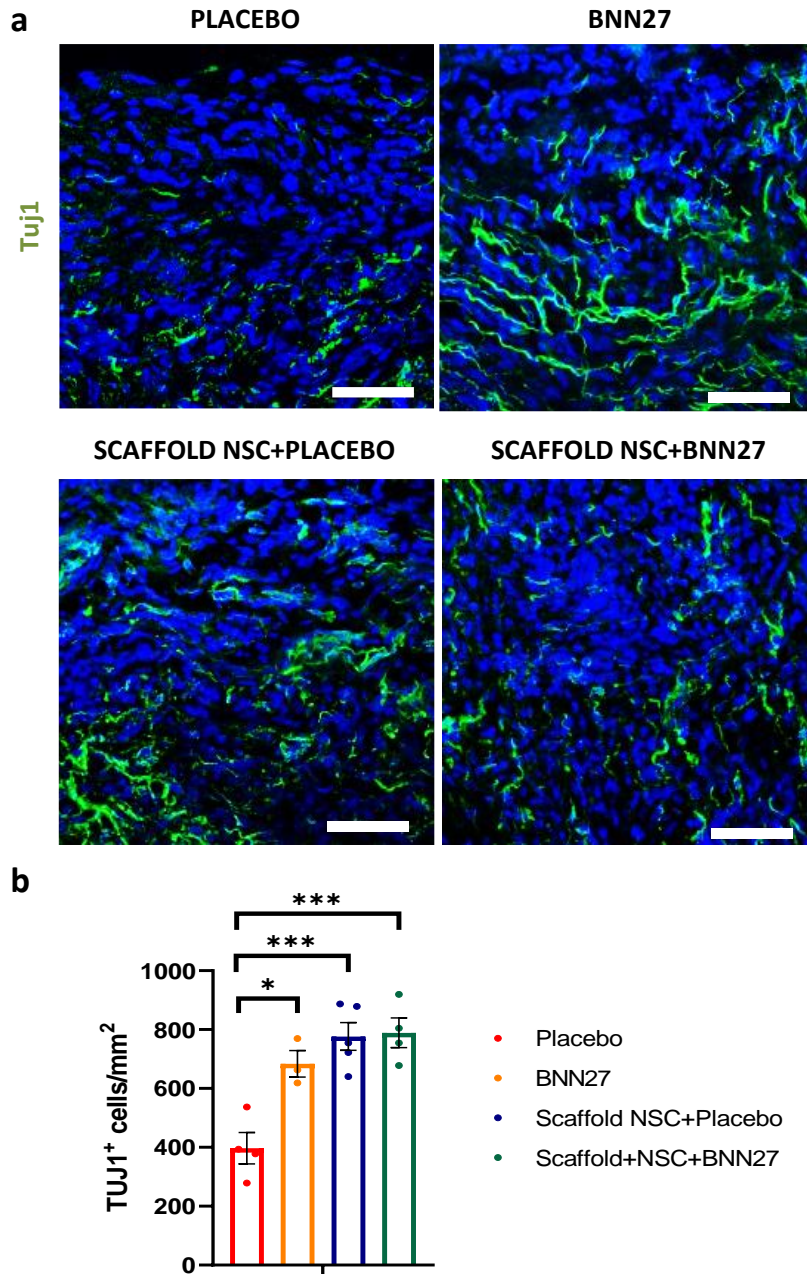 a
PLACEBO
BNN27
Tuj1
SCAFFOLD NSC+PLACEBO
SCAFFOLD NSC+BNN27
b
***
***
*
1000
800
600
400
200
0
TUJ1+ cells/mm2
Placebo
BNN27
Scaffold NSC+Placebo
Scaffold+NSC+BNN27